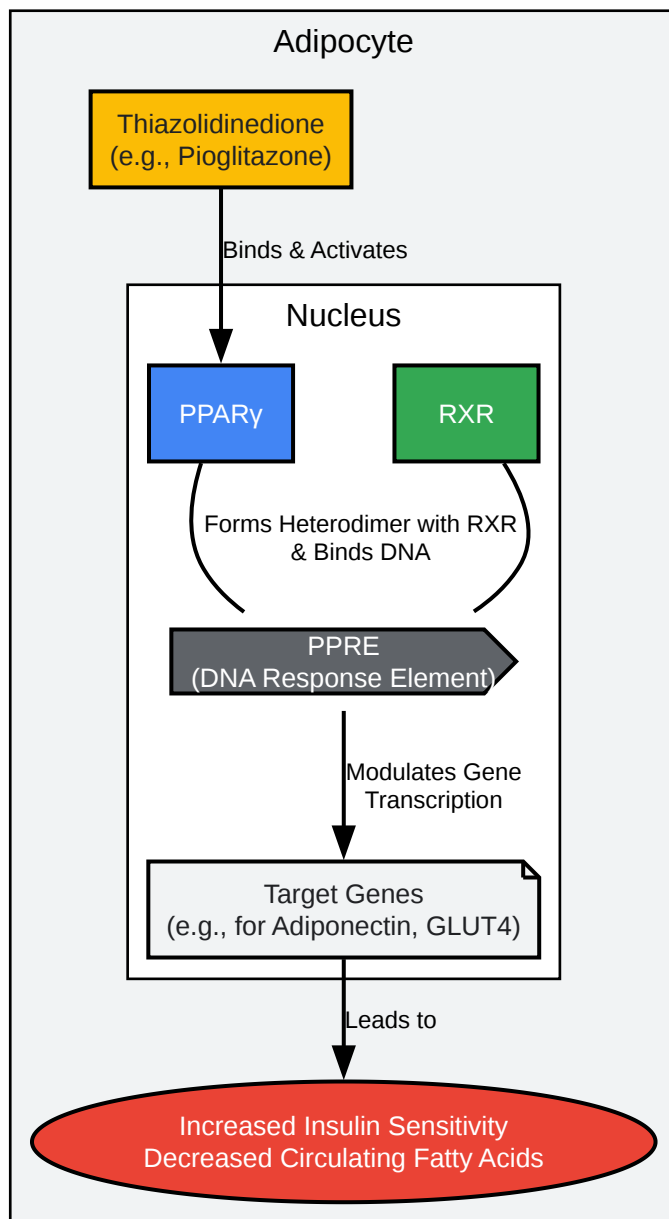 Adipocyte
Thiazolidinedione
(e.g., Pioglitazone)
Binds & Activates
Nucleus
PPARγ
RXR
Forms Heterodimer with RXR
& Binds DNA
PPRE
(DNA Response Element)
Modulates Gene
Transcription
Target Genes
(e.g., for Adiponectin, GLUT4)
Leads to
Increased Insulin Sensitivity
Decreased Circulating Fatty Acids